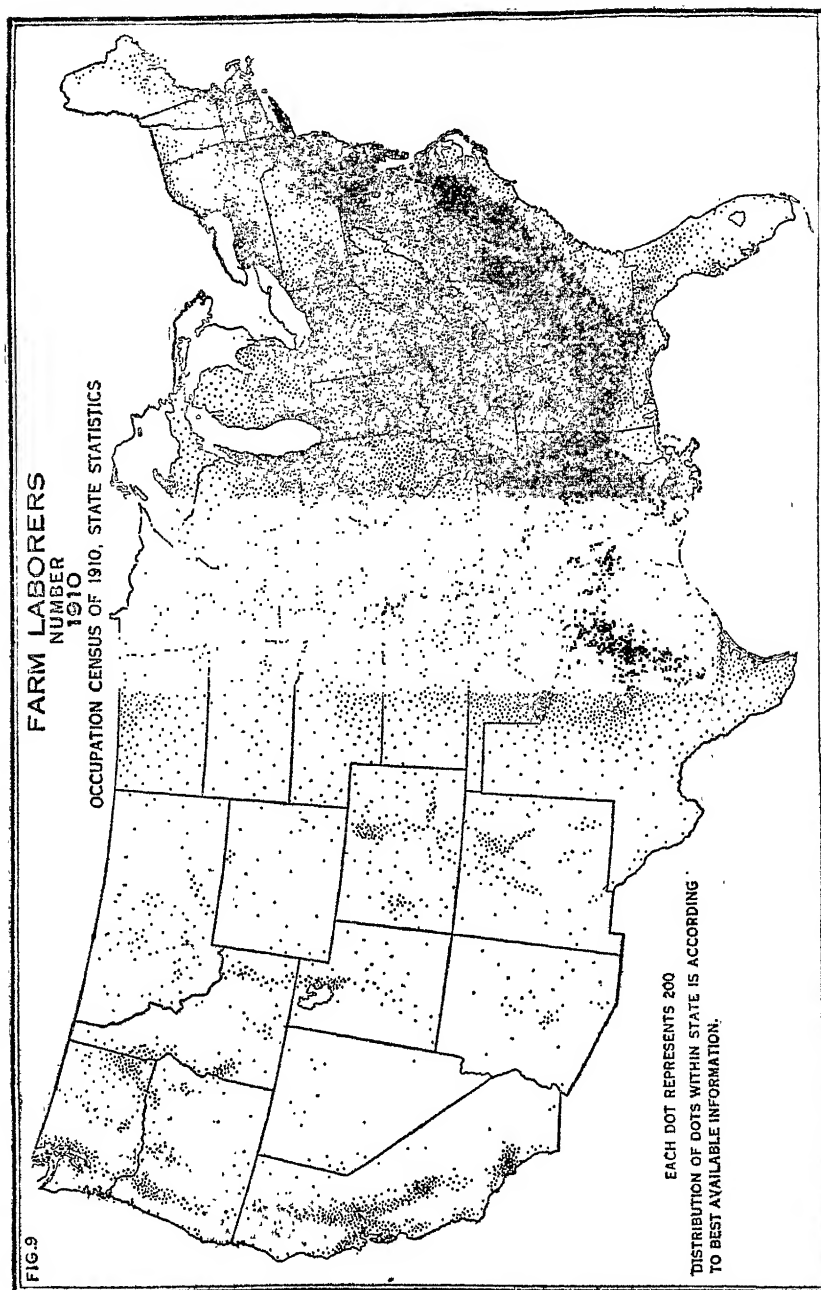 FIG.9
FARM LABORERS
NUMBER
1910
OCCUPATION CENSUS OF 1910, STATE STATISTICS
EACH DOT REPRESENTS 200
DISTRIBUTION OF DOTS WITHIN STATE IS ACCORDING
TO BEST AVAILABLE INFORMATION.